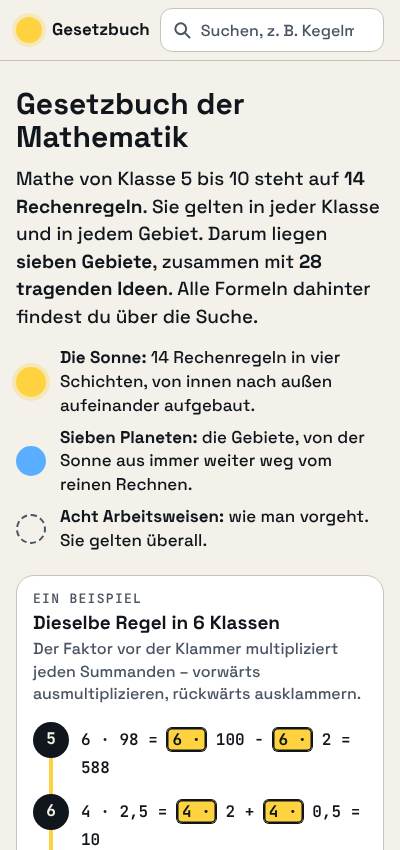 Gesetzbuch
Suchen, z. B. Kegelm
Gesetzbuch der
Mathematik
Mathe von Klasse 5 bis 10 steht auf 14
Rechenregeln. Sie gelten in jeder Klasse
und in jedem Gebiet. Darum liegen
sieben Gebiete, zusammen mit 28
tragenden Ideen. Alle Formeln dahinter
findest du über die Suche.
Die Sonne: 14 Rechenregeln in vier
Schichten, von innen nach außen
aufeinander aufgebaut.
Sieben Planeten: die Gebiete, von der
Sonne aus immer weiter weg vom
reinen Rechnen.
Acht Arbeitsweisen: wie man vorgeht.
Sie gelten überall.
EIN BEISPIEL
Dieselbe Regel in 6 Klassen
Der Faktor vor der Klammer multipliziert
jeden Summanden – vorwärts
ausmultiplizieren, rückwärts ausklammern.
5 6 · 98 = 6 · 100 - 6 · 2 =
588
6 4 · 2,5 = 4 · 2 + 4 · 0,5 =
10